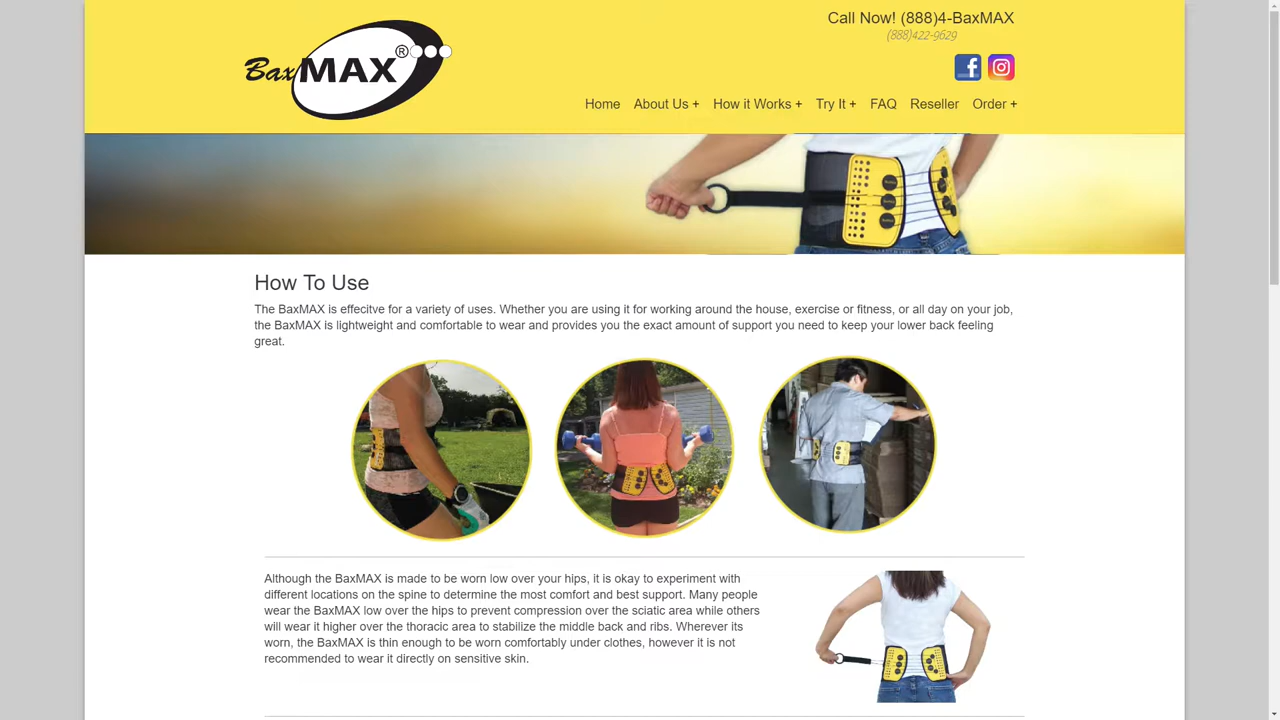 Call Now! (888)4-BaxMAX
(888)422-9629
BaxMAX®
Home About Us + How it Works + Try It + FAQ Reseller Order +
How To Use
The BaxMAX is effecitve for a variety of uses. Whether you are using it for working around the house, exercise or fitness, or all day on your job,
the BaxMAX is lightweight and comfortable to wear and provides you the exact amount of support you need to keep your lower back feeling
great.
Although the BaxMAX is made to be worn low over your hips, it is okay to experiment with
different locations on the spine to determine the most comfort and best support. Many people
wear the BaxMAX low over the hips to prevent compression over the sciatic area while others
will wear it higher over the thoracic area to stabilize the middle back and ribs. Wherever its
worn, the BaxMAX is thin enough to be worn comfortably under clothes, however it is not
recommended to wear it directly on sensitive skin.